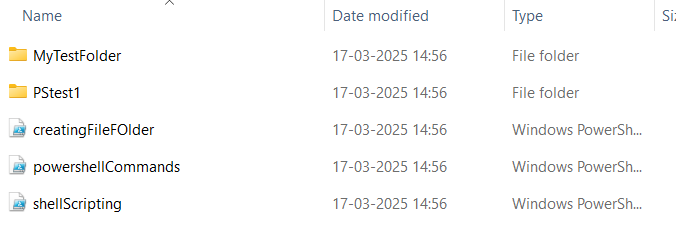 Name Date modified Type Siz
MyTestFolder 17-03-2025 14:56 File folder
PStest1 17-03-2025 14:56 File folder
creatingFileFOlder 17-03-2025 14:56 Windows PowerSh...
powershellCommands 17-03-2025 14:56 Windows PowerSh...
shellScripting 17-03-2025 14:56 Windows PowerSh...